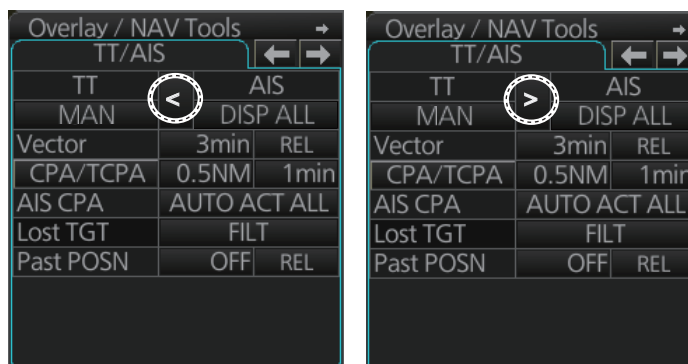 Overlay / NAV Tools
TT/AIS
TT < AIS
MAN DISP ALL
Vector 3min REL
CPA/TCPA 0.5NM 1min
AIS CPA AUTO ACT ALL
Lost TGT FILT
Past POSN OFF REL
Overlay / NAV Tools
TT/AIS
TT > AIS
MAN DISP ALL
Vector 3min REL
CPA/TCPA 0.5NM 1min
AIS CPA AUTO ACT ALL
Lost TGT FILT
Past POSN OFF REL